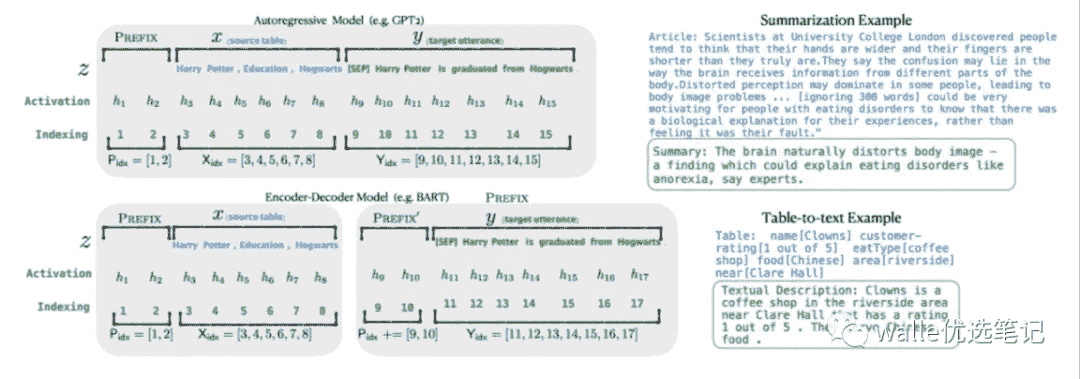 Autoregressive Model (e.g. GPT2)
PREFIX x (source table) y (target utterance)
z Harry Potter , Education , Hogwarts [SEP] Harry Potter is graduated from Hogwarts .
Activation h1 h2 h3 h4 h5 h6 h7 h8 h9 h10 h11 h12 h13 h14 h15
Indexing 1 2 3 4 5 6 7 8 9 10 11 12 13 14 15
Pidx = [1, 2] Xidx = [3, 4, 5, 6, 7, 8] Yidx = [9, 10, 11, 12, 13, 14, 15]
Encoder-Decoder Model (e.g. BART) PREFIX
PREFIX x (source table) PREFIX′ y (target utterance)
z Harry Potter , Education , Hogwarts [SEP] Harry Potter is graduated from Hogwarts .
Activation h1 h2 h3 h4 h5 h6 h7 h8 h9 h10 h11 h12 h13 h14 h15 h16 h17
Indexing 1 2 3 4 5 6 7 8 9 10 11 12 13 14 15 16 17
Pidx = [1, 2] Xidx = [3, 4, 5, 6, 7, 8] Pidx += [9, 10] Yidx = [11, 12, 13, 14, 15, 16, 17]
Summarization Example
Article: Scientists at University College London discovered people
tend to think that their hands are wider and their fingers are
shorter than they truly are.They say the confusion may lie in
the way the brain receives information from different parts of the
body.Distorted perception may dominate in some people, leading to
body image problems ... [ignoring 308 words] could be very
motivating for people with eating disorders to know that there was
a biological explanation for their experiences, rather than
feeling it was their fault."
Summary: The brain naturally distorts body image –
a finding which could explain eating disorders like
anorexia, say experts.
Table-to-text Example
Table: name[Clowns] customer-
rating[1 out of 5] eatType[coffee
shop] food[Chinese] area[riverside]
near[Clare Hall]
Textual Description: Clowns is a
coffee shop in the riverside area
near Clare Hall that has a rating
1 out of 5 .
food .
walle优选笔记